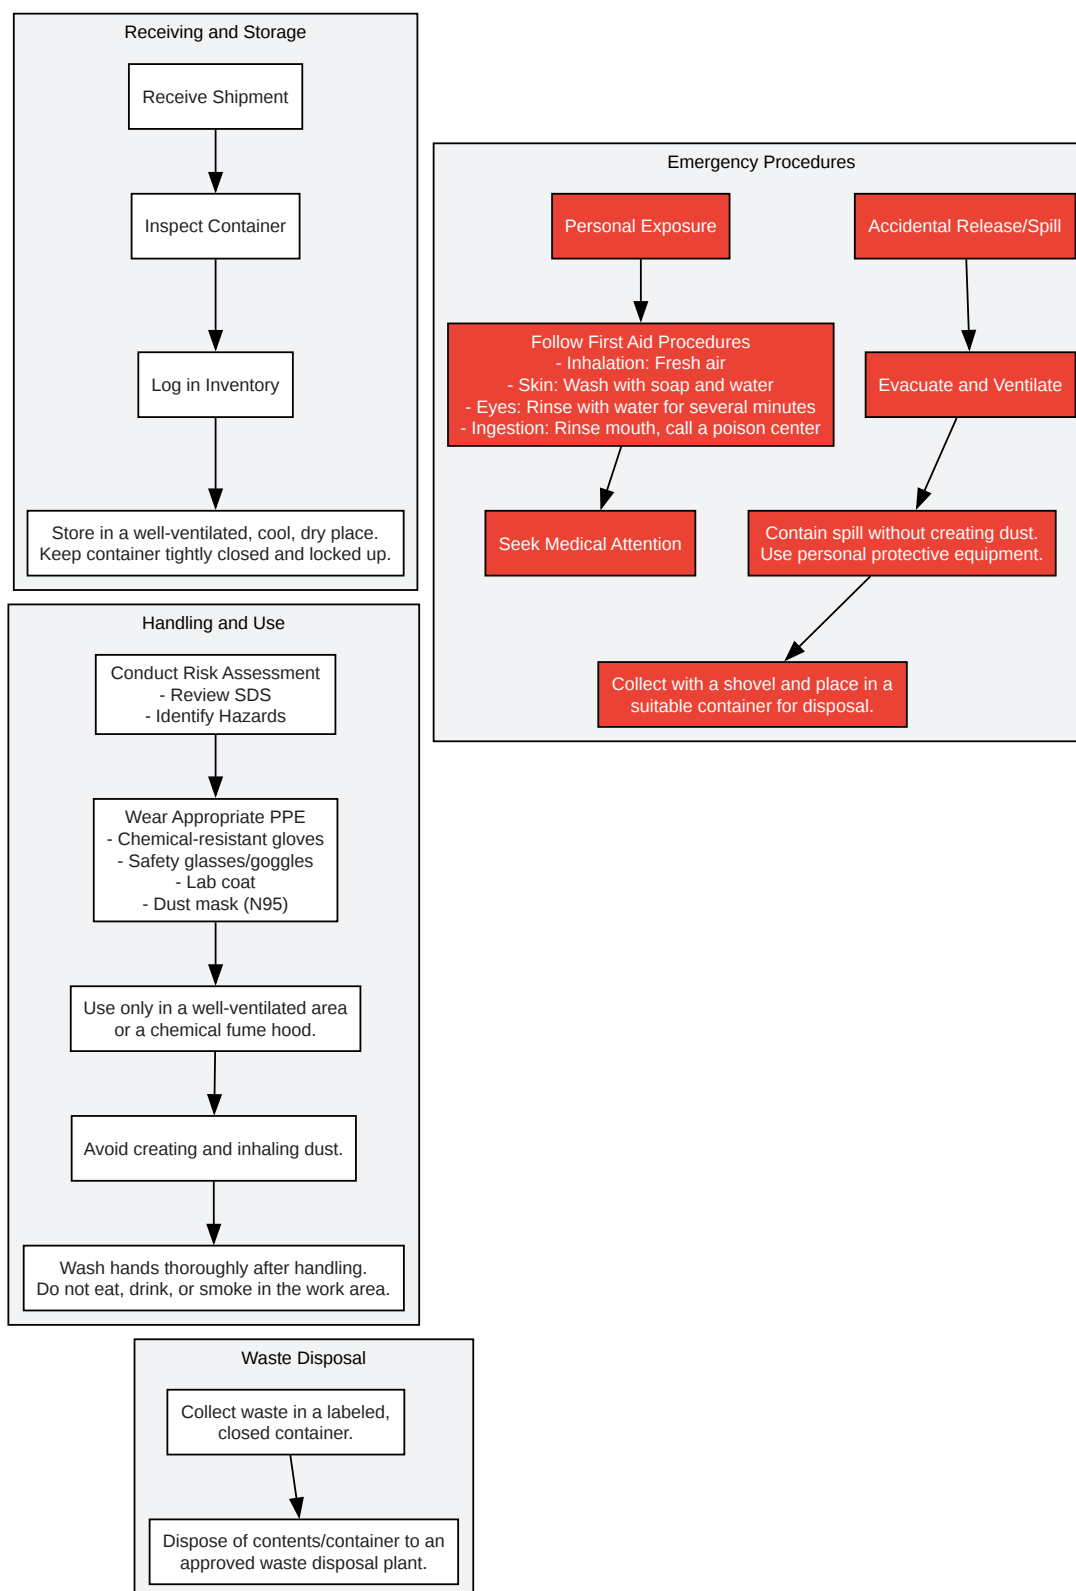 Receiving and Storage
Receive Shipment
Inspect Container
Log in Inventory
Store in a well-ventilated, cool, dry place.
Keep container tightly closed and locked up.
Emergency Procedures
Personal Exposure
Follow First Aid Procedures
- Inhalation: Fresh air
- Skin: Wash with soap and water
- Eyes: Rinse with water for several minutes
- Ingestion: Rinse mouth, call a poison center
Seek Medical Attention
Accidental Release/Spill
Evacuate and Ventilate
Contain spill without creating dust.
Use personal protective equipment.
Collect with a shovel and place in a
suitable container for disposal.
Handling and Use
Conduct Risk Assessment
- Review SDS
- Identify Hazards
Wear Appropriate PPE
- Chemical-resistant gloves
- Safety glasses/goggles
- Lab coat
- Dust mask (N95)
Use only in a well-ventilated area
or a chemical fume hood.
Avoid creating and inhaling dust.
Wash hands thoroughly after handling.
Do not eat, drink, or smoke in the work area.
Waste Disposal
Collect waste in a labeled,
closed container.
Dispose of contents/container to an
approved waste disposal plant.